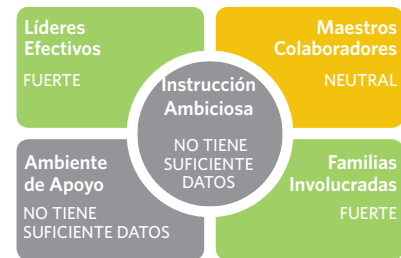 Líderes
Efectivos
FUERTE
Maestros
Colaboradores
NEUTRAL
Instrucción
Ambiciosa
NO TIENE
SUFICIENTE
DATOS
Ambiente
de Apoyo
NO TIENE
SUFICIENTE DATOS
Familias
Involucradas
FUERTE